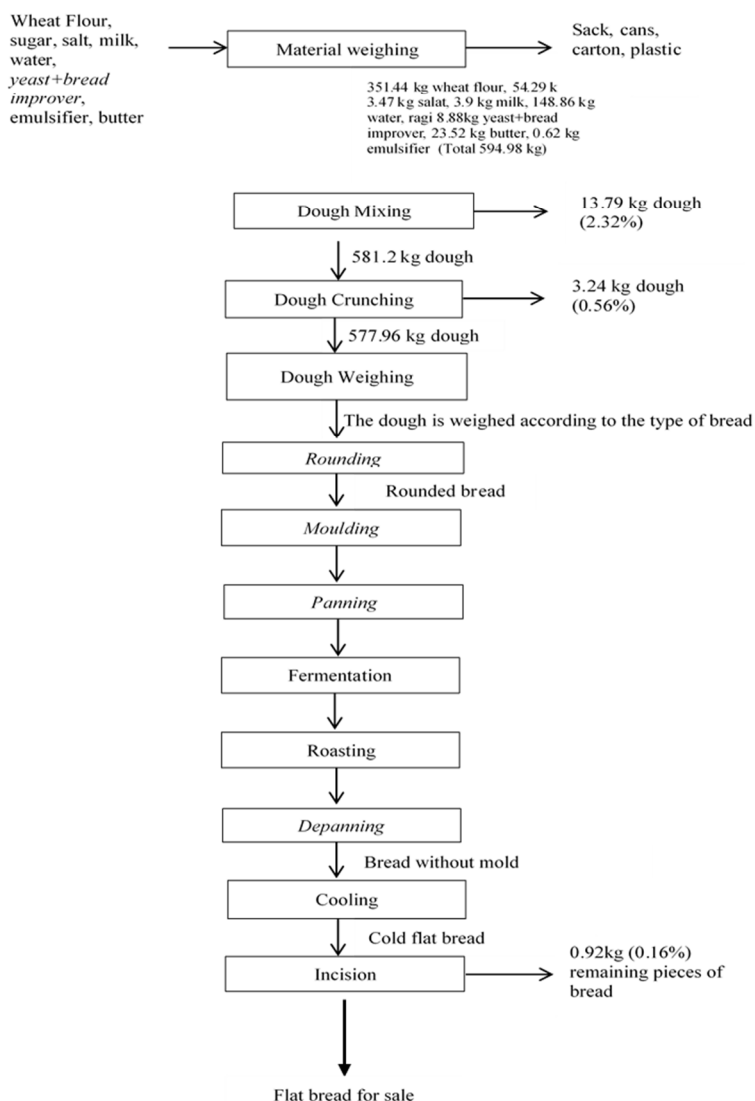 Wheat Flour,
sugar, salt, milk,
water,
yeast+bread
improver,
emulsifier, butter
Material weighing
Sack, cans,
carton, plastic
351.44 kg wheat flour, 54.29 k
3.47 kg salat, 3.9 kg milk, 148.86 kg
water, ragi 8.88kg yeast+bread
improver, 23.52 kg butter, 0.62 kg
emulsifier (Total 594.98 kg)
Dough Mixing
13.79 kg dough
(2.32%)
581.2 kg dough
Dough Crunching
3.24 kg dough
(0.56%)
577.96 kg dough
Dough Weighing
The dough is weighed according to the type of bread
Rounding
Rounded bread
Moulding
Panning
Fermentation
Roasting
Depanning
Bread without mold
Cooling
Cold flat bread
Incision
0.92kg (0.16%)
remaining pieces of
bread
Flat bread for sale